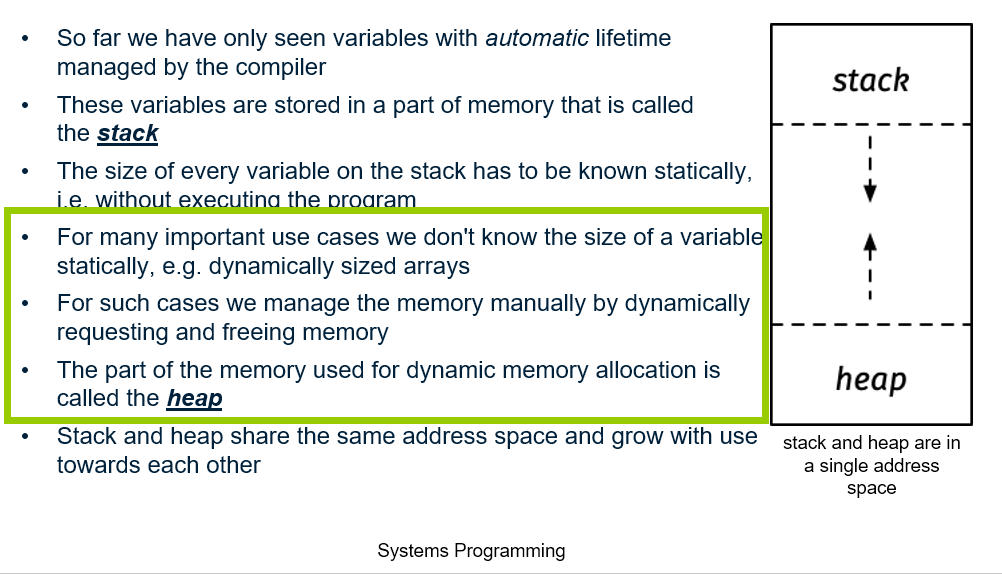 • So far we have only seen variables with automatic lifetime
managed by the compiler
• These variables are stored in a part of memory that is called
the stack
• The size of every variable on the stack has to be known statically,
i.e. without executing the program
• For many important use cases we don't know the size of a variable
statically, e.g. dynamically sized arrays
• For such cases we manage the memory manually by dynamically
requesting and freeing memory
• The part of the memory used for dynamic memory allocation is
called the heap
• Stack and heap share the same address space and grow with use
towards each other
stack
heap
stack and heap are in
a single address
space
Systems Programming